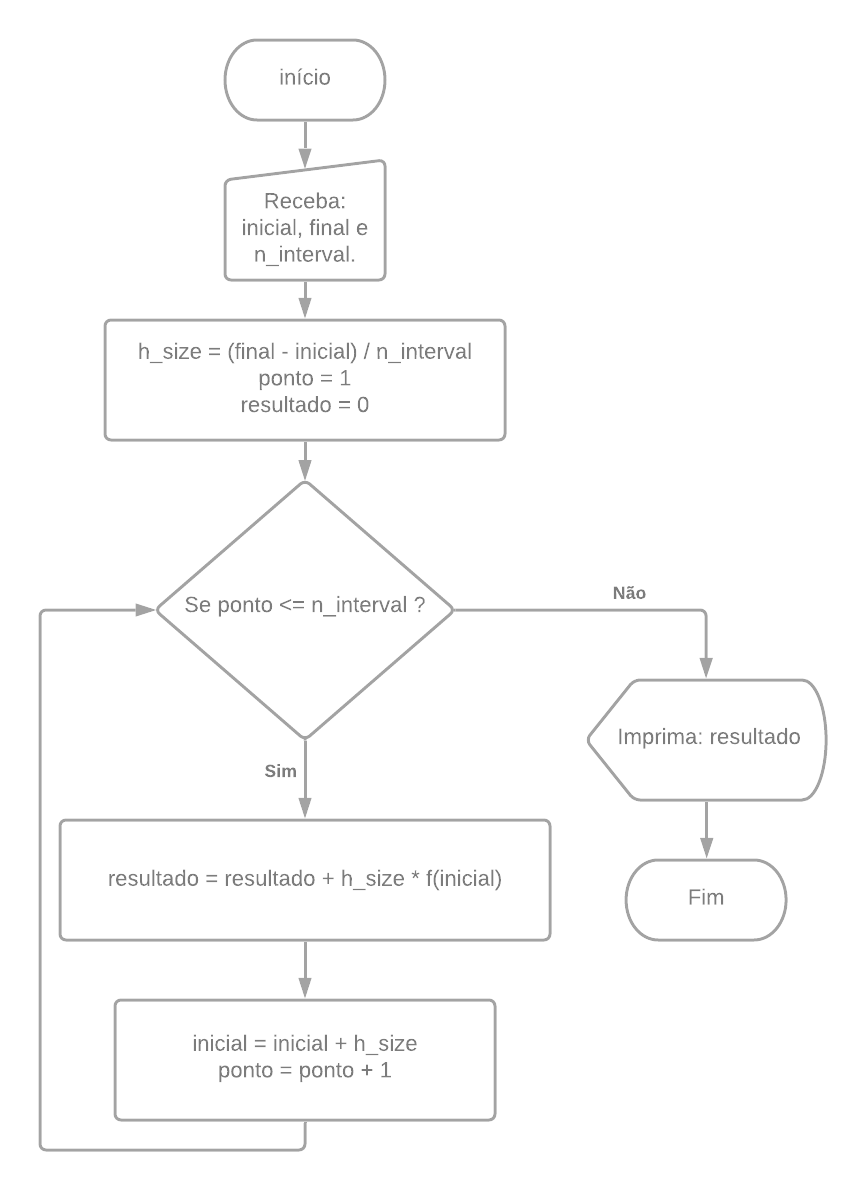 início
Receba:
inicial, final e
n_interval.
h_size = (final - inicial) / n_interval
ponto = 1
resultado = 0
Se ponto <= n_interval ?
Não
Imprima: resultado
Fim
Sim
resultado = resultado + h_size * f(inicial)
inicial = inicial + h_size
ponto = ponto + 1